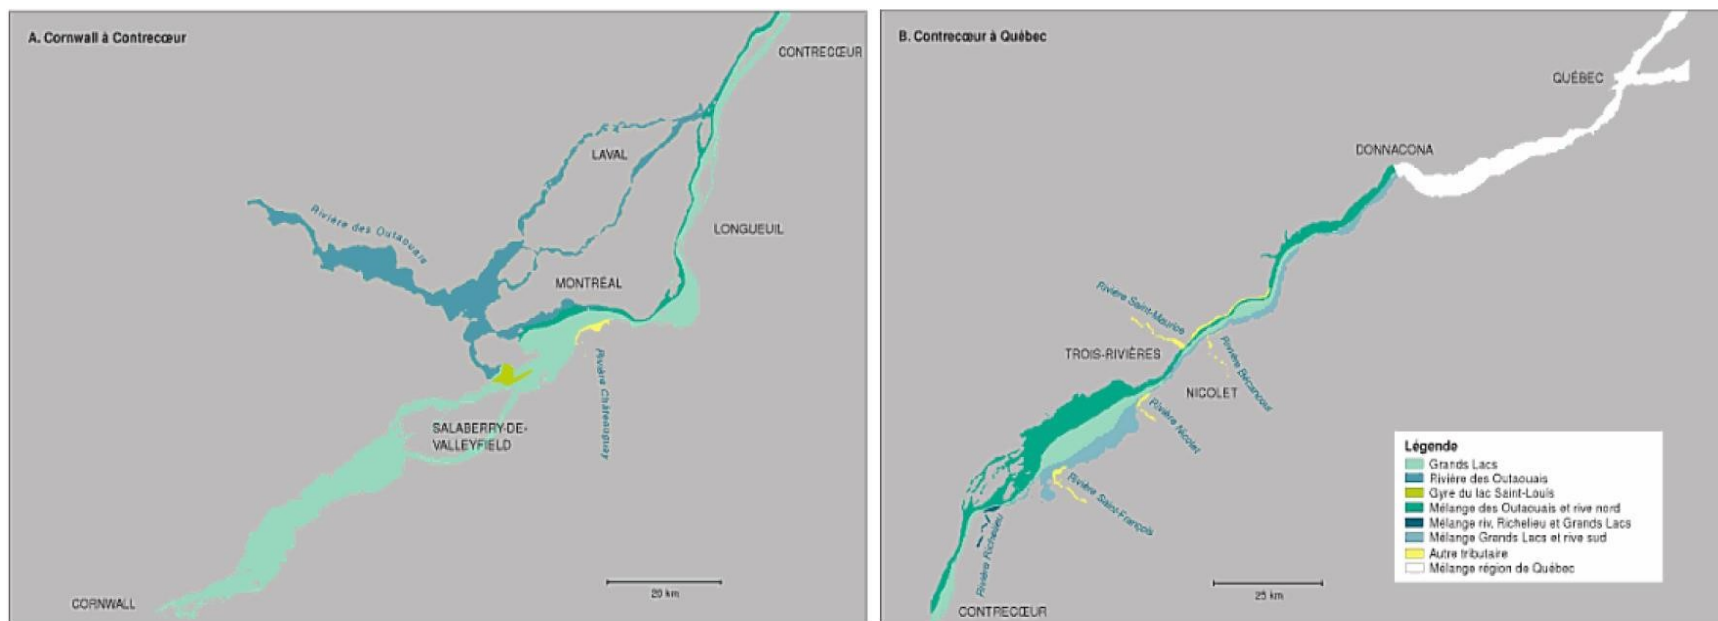 A. Cornwall à Contrecœur
CONTRECŒUR
LAVAL
Rivière des Outaouais
LONGUEUIL
MONTRÉAL
Rivière Châteauguay
SALABERRY-DE-
VALLEYFIELD
CORNWALL
20 km
B. Contrecœur à Québec
QUÉBEC
DONNACONA
Rivière Saint-Maurice
TROIS-RIVIÈRES
Rivière Bécancour
NICOLET
Rivière Nicolet
Rivière Saint-François
Rivière Richelieu
CONTRECŒUR
25 km
Légende
Grands Lacs
Rivière des Outaouais
Gyre du lac Saint-Louis
Mélange des Outaouais et rive nord
Mélange riv. Richelieu et Grands Lacs
Mélange Grands Lacs et rive sud
Autre tributaire
Mélange région de Québec